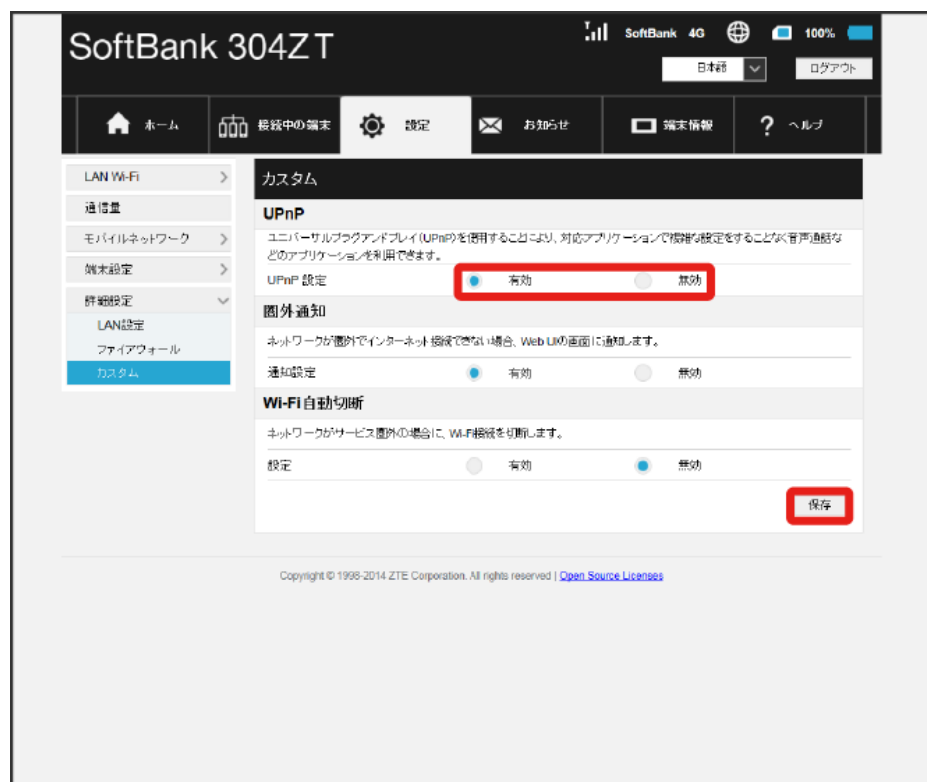 SoftBank 304ZT
SoftBank 4G 100%
日本語 ログアウト
ホーム 接続中の端末 設定 お知らせ 端末情報 ? ヘルプ
LAN Wi-Fi
通信量
モバイルネットワーク
端末設定
詳細設定
LAN設定
ファイアウォール
カスタム
カスタム
UPnP
ユニバーサルプラグアンドプレイ(UPnP)を使用することにより、対応アプリケーションで複雑な設定をすることなく音声通話な
どのアプリケーションを利用できます。
UPnP 設定 有効 無効
圏外通知
ネットワークが圏外でインターネット接続できない場合、Web UIの画面に通知します。
通知設定 有効 無効
Wi-Fi自動切断
ネットワークがサービス圏外の場合に、Wi-Fi接続を切断します。
設定 有効 無効
保存
Copyright © 1998-2014 ZTE Corporation. All rights reserved | Open Source Licenses